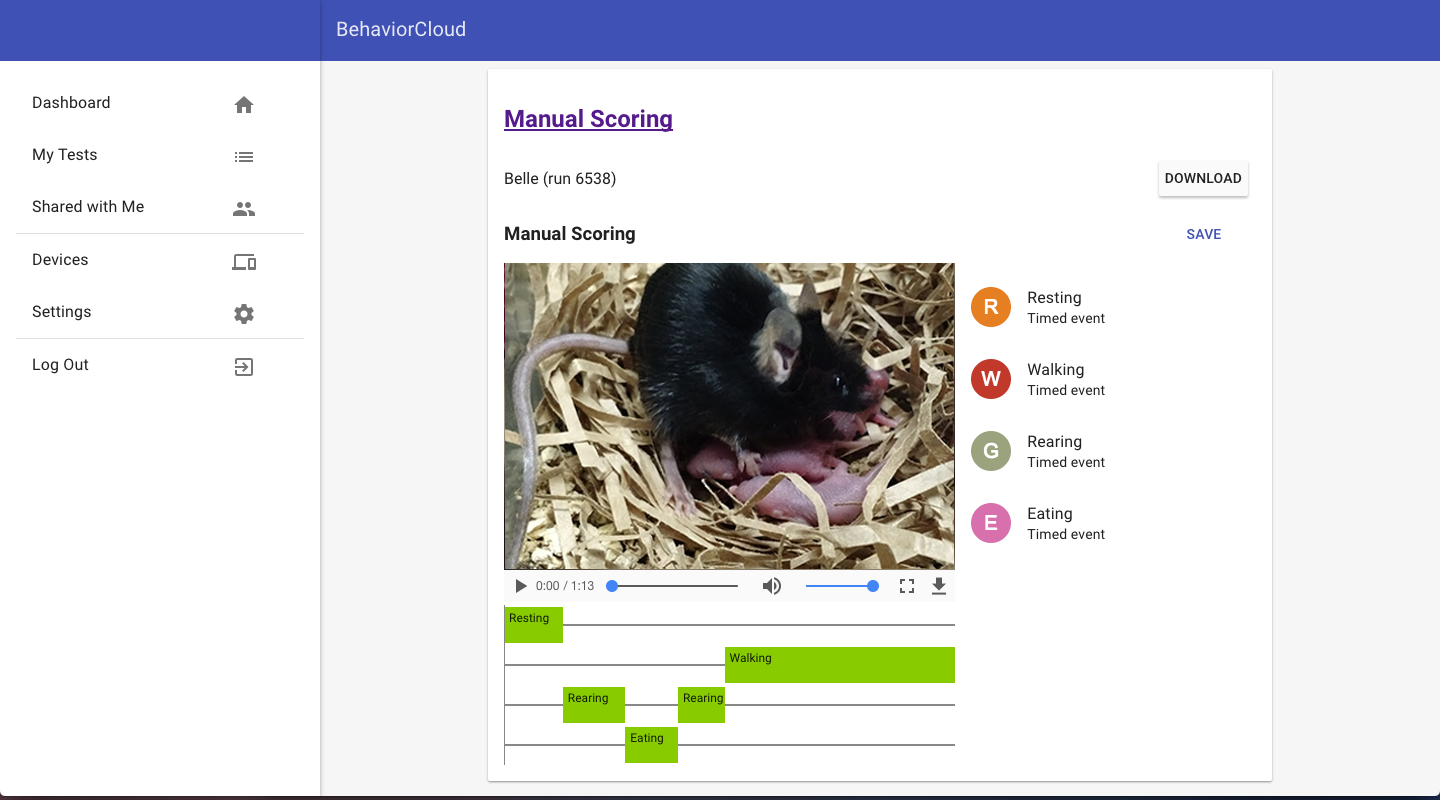 BehaviorCloud
Dashboard
My Tests
Shared with Me
Devices
Settings
Log Out
Manual Scoring
Belle (run 6538)
DOWNLOAD
Manual Scoring
SAVE
R
Resting
Timed event
W
Walking
Timed event
G
Rearing
Timed event
E
Eating
Timed event
0:00 / 1:13
Resting
Walking
Rearing
Rearing
Eating